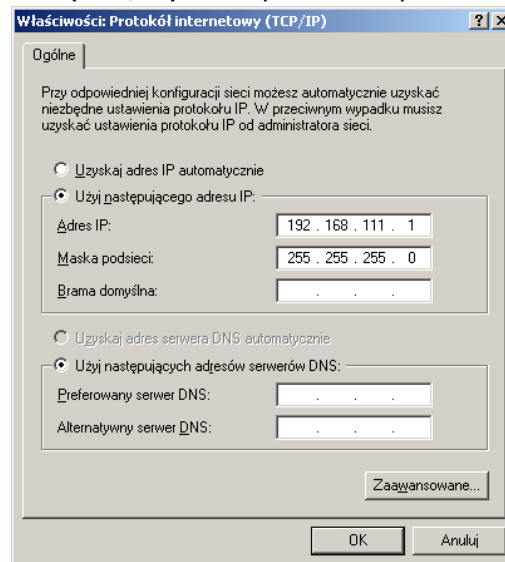 Właściwości: Protokół internetowy (TCP/IP)
Ogólne
Przy odpowiedniej konfiguracji sieci możesz automatycznie uzyskać
niezbędne ustawienia protokołu IP. W przeciwnym wypadku musisz
uzyskać ustawienia protokołu IP od administratora sieci.
Uzyskaj adres IP automatycznie
Użyj następującego adresu IP:
Adres IP: 192 . 168 . 111 . 1
Maska podsieci: 255 . 255 . 255 . 0
Brama domyślna: . . .
Uzyskaj adres serwera DNS automatycznie
Użyj następujących adresów serwerów DNS:
Preferowany serwer DNS: . . .
Alternatywny serwer DNS: . . .
Zaawansowane...
OK Anuluj